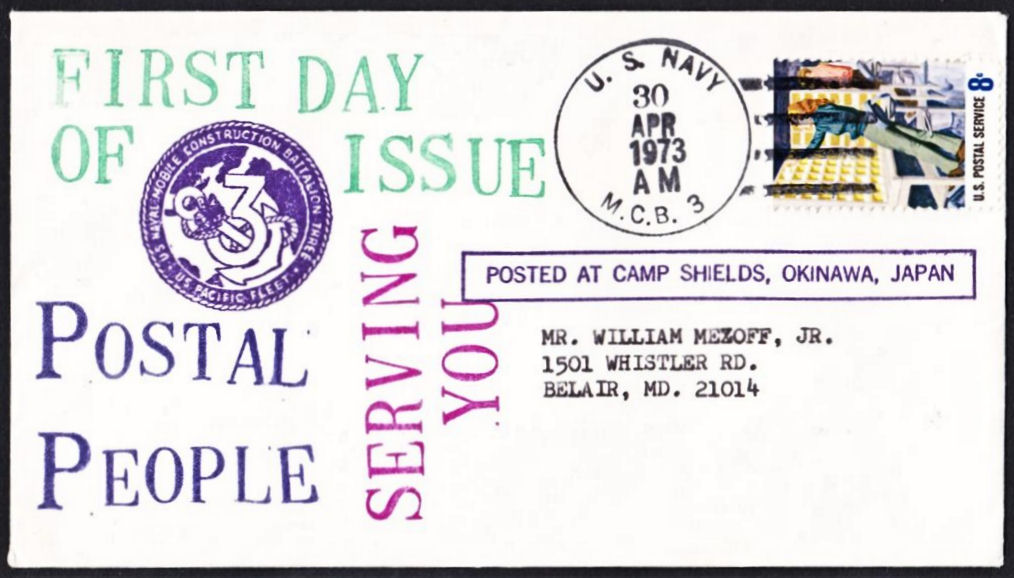 FIRST DAY
OF ISSUE
US NAVAL MOBILE CONSTRUCTION BATTALION THREE
3
US PACIFIC FLEET
POSTAL
PEOPLE
SERVING
YOU
U. S. NAVY
30
APR
1973
AM
M.C.B. 3
8c
U.S. POSTAL SERVICE
POSTED AT CAMP SHIELDS, OKINAWA, JAPAN
MR. WILLIAM MEZOFF, JR.
1501 WHISTLER RD.
BELAIR, MD. 21014